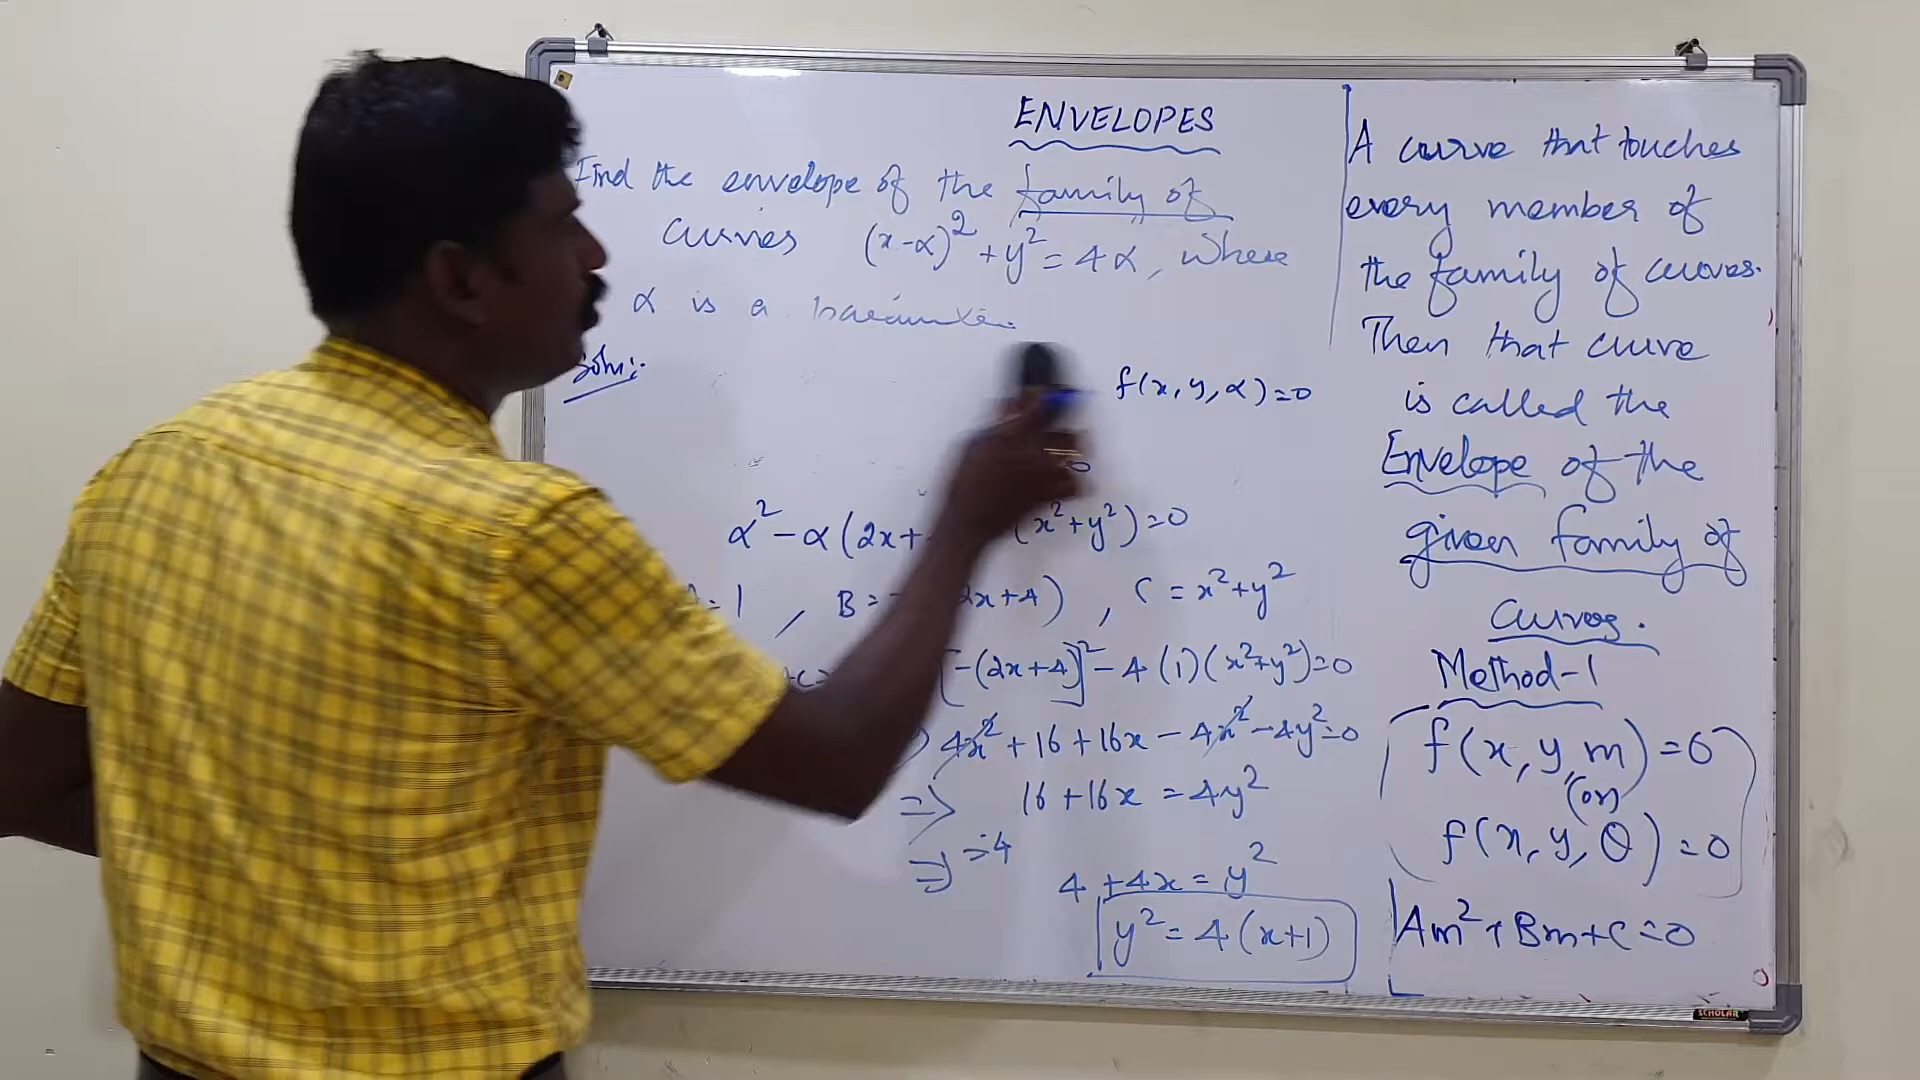 ENVELOPES
Find the envelope of the family of
curves (x-α)² + y² = 4α, where
α is a
Soln:-
f(x, y, α) = 0
α² - α(2x+ (x²+y²) = 0
= 1 , B = 2x+4) , C = x²+y²
[-(2x+4)]² - 4(1)(x²+y²) = 0
4x² + 16 + 16x - 4x² - 4y² = 0
=> 16 + 16x = 4y²
=> ÷4
4 + 4x = y²
y² = 4(x+1)
A curve that touches
every member of
the family of curves.
Then that curve
is called the
Envelope of the
given family of
Curves.
Method-1
f(x, y, m) = 0
(or)
f(x, y, θ) = 0
Am² + Bm + C = 0
SCHOLAR